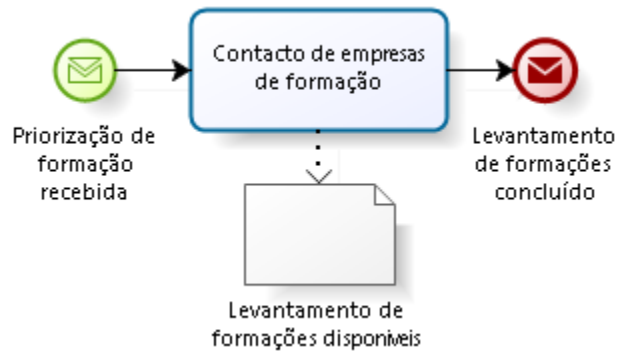 Contacto de empresas
de formação
Priorização de
formação
recebida
Levantamento
de formações
concluído
Levantamento de
formações disponiveis